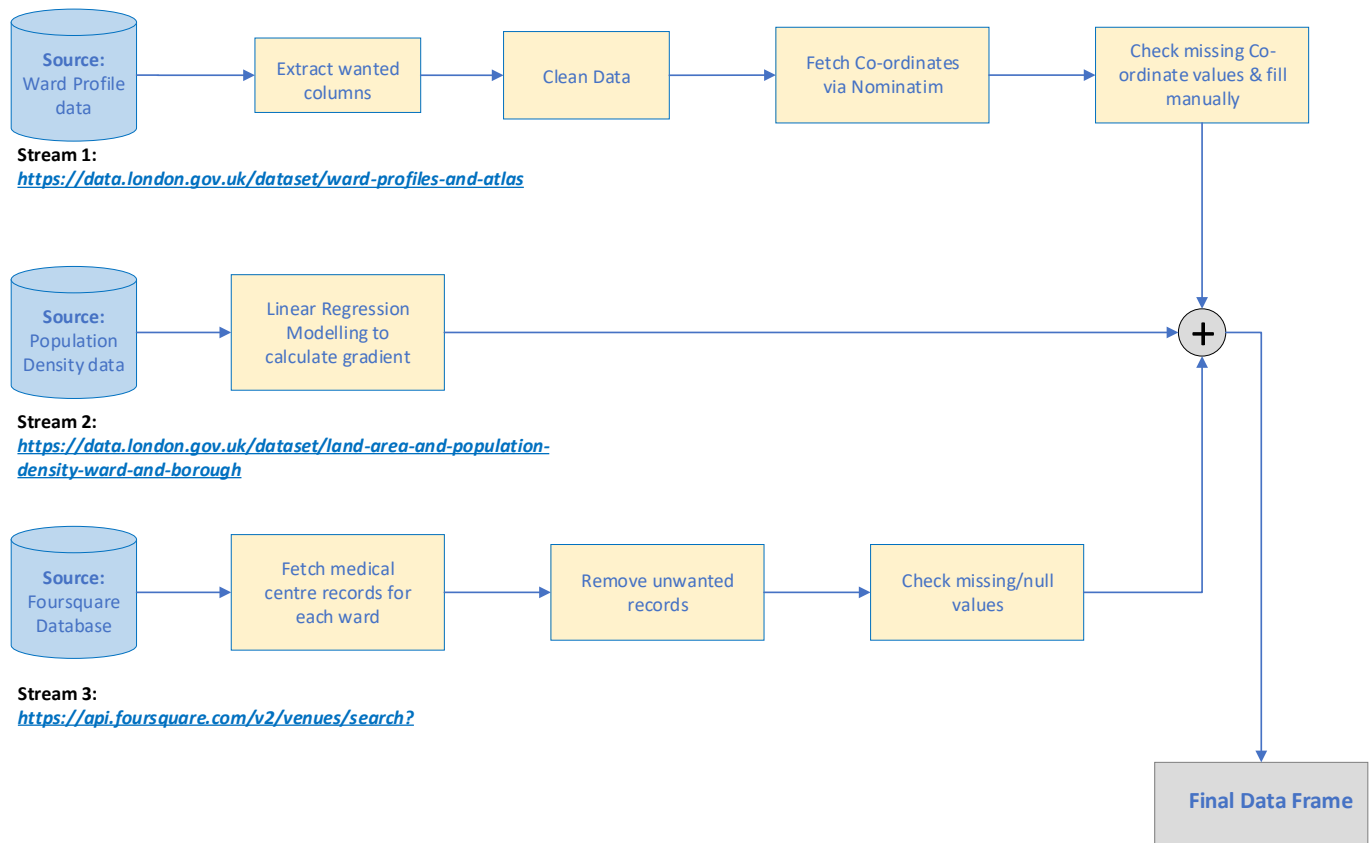 Source:
Ward Profile
data
Extract wanted
columns
Clean Data
Fetch Co-ordinates
via Nominatim
Check missing Co-
ordinate values & fill
manually
Stream 1:
https://data.london.gov.uk/dataset/ward-profiles-and-atlas
Source:
Population
Density data
Linear Regression
Modelling to
calculate gradient
+
Stream 2:
https://data.london.gov.uk/dataset/land-area-and-population-
density-ward-and-borough
Source:
Foursquare
Database
Fetch medical
centre records for
each ward
Remove unwanted
records
Check missing/null
values
Stream 3:
https://api.foursquare.com/v2/venues/search?
Final Data Frame